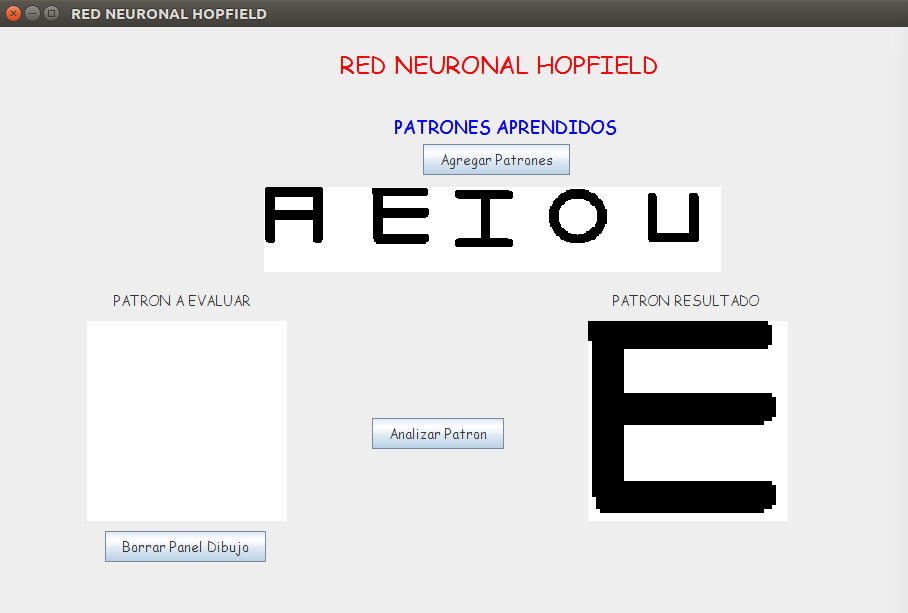 RED NEURONAL HOPFIELD
RED NEURONAL HOPFIELD
PATRONES APRENDIDOS
Agregar Patrones
A E I O U
PATRON A EVALUAR
PATRON RESULTADO
E
Analizar Patron
Borrar Panel Dibujo